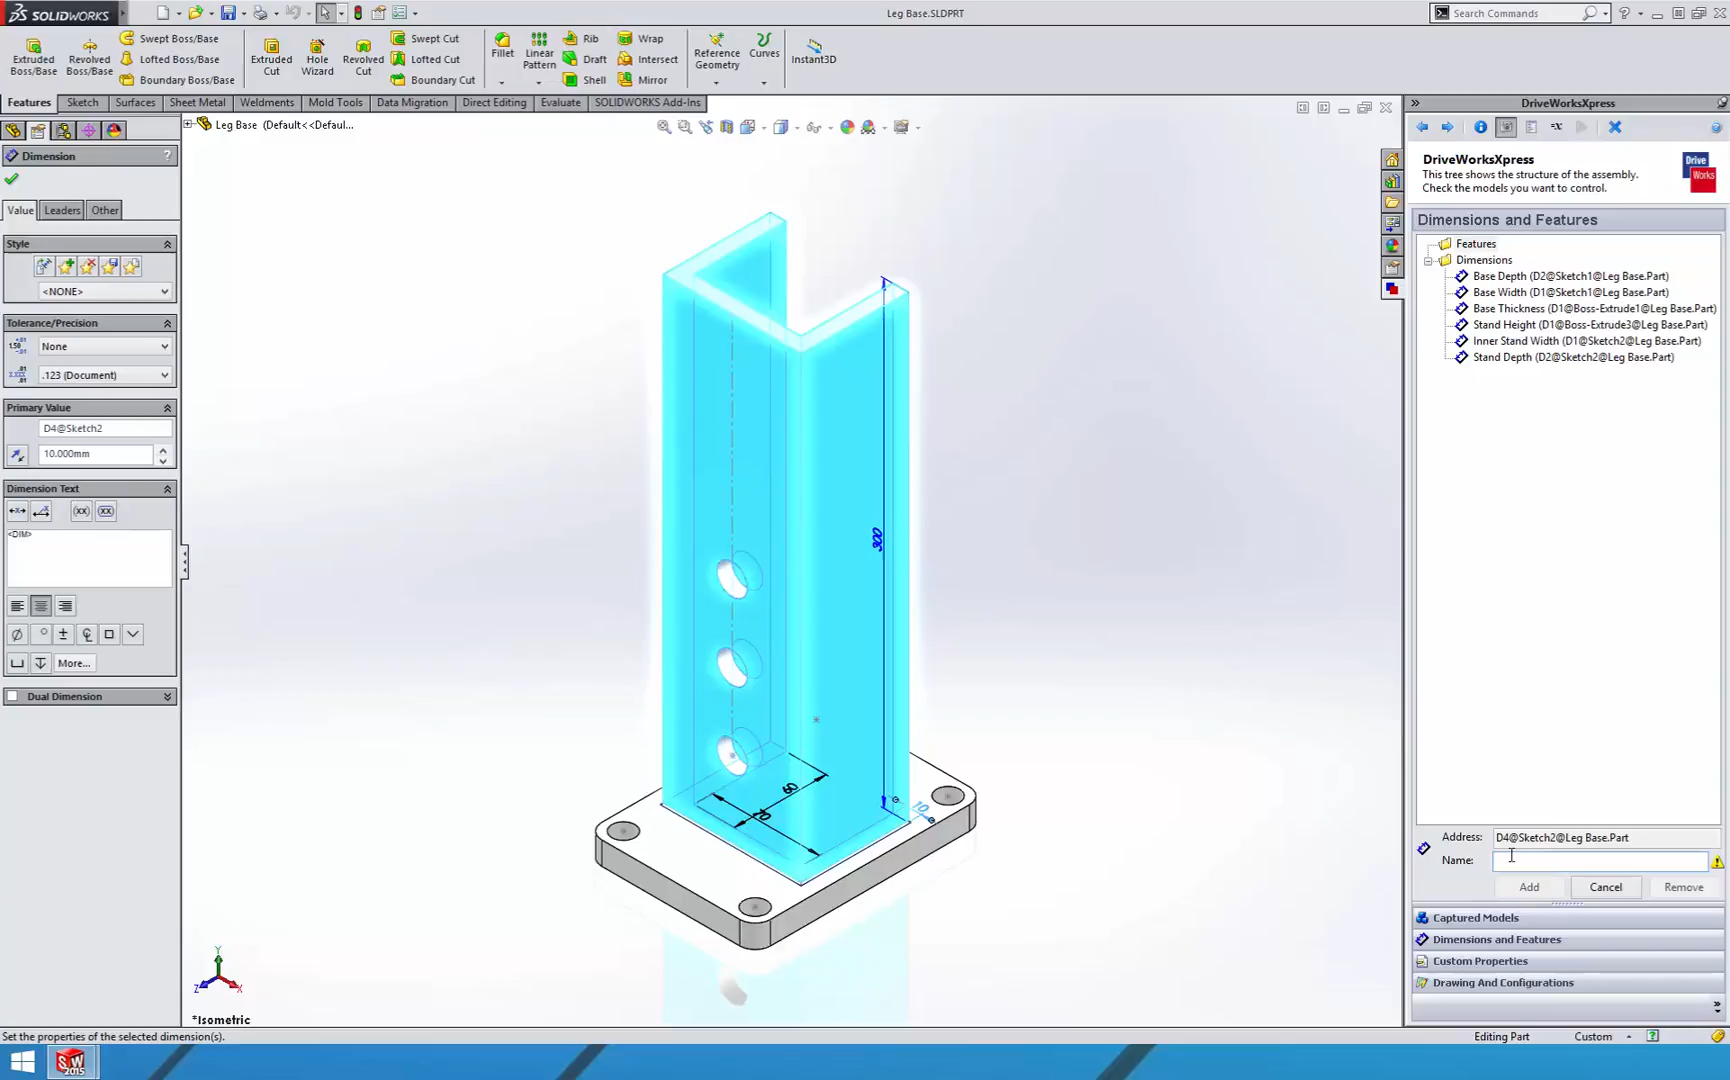 SOLIDWORKS
Leg Base.SLDPRT
Search Commands
Extruded Boss/Base
Revolved Boss/Base
Swept Boss/Base
Lofted Boss/Base
Boundary Boss/Base
Extruded Cut
Hole Wizard
Revolved Cut
Swept Cut
Lofted Cut
Boundary Cut
Fillet
Linear Pattern
Rib
Draft
Shell
Wrap
Intersect
Mirror
Reference Geometry
Curves
Instant3D
Features Sketch Surfaces Sheet Metal Weldments Mold Tools Data Migration Direct Editing Evaluate SOLIDWORKS Add-Ins
Leg Base (Default<<Defaul...
Dimension ?
Value Leaders Other
Style
<NONE>
Tolerance/Precision
None
.123 (Document)
Primary Value
D4@Sketch2
10.000mm
Dimension Text
(xx) (xx)
<DIM>
More...
Dual Dimension
300
60
70
10
Y
Z
X
*Isometric
DriveWorksXpress
DriveWorksXpress
This tree shows the structure of the assembly.
Check the models you want to control.
Drive
Works
Dimensions and Features
Features
Dimensions
Base Depth (D2@Sketch1@Leg Base.Part)
Base Width (D1@Sketch1@Leg Base.Part)
Base Thickness (D1@Boss-Extrude1@Leg Base.Part)
Stand Height (D1@Boss-Extrude3@Leg Base.Part)
Inner Stand Width (D1@Sketch2@Leg Base.Part)
Stand Depth (D2@Sketch2@Leg Base.Part)
Address: D4@Sketch2@Leg Base.Part
Name:
Add Cancel Remove
Captured Models
Dimensions and Features
Custom Properties
Drawing And Configurations
Set the properties of the selected dimension(s).
Editing Part Custom
SW
2015